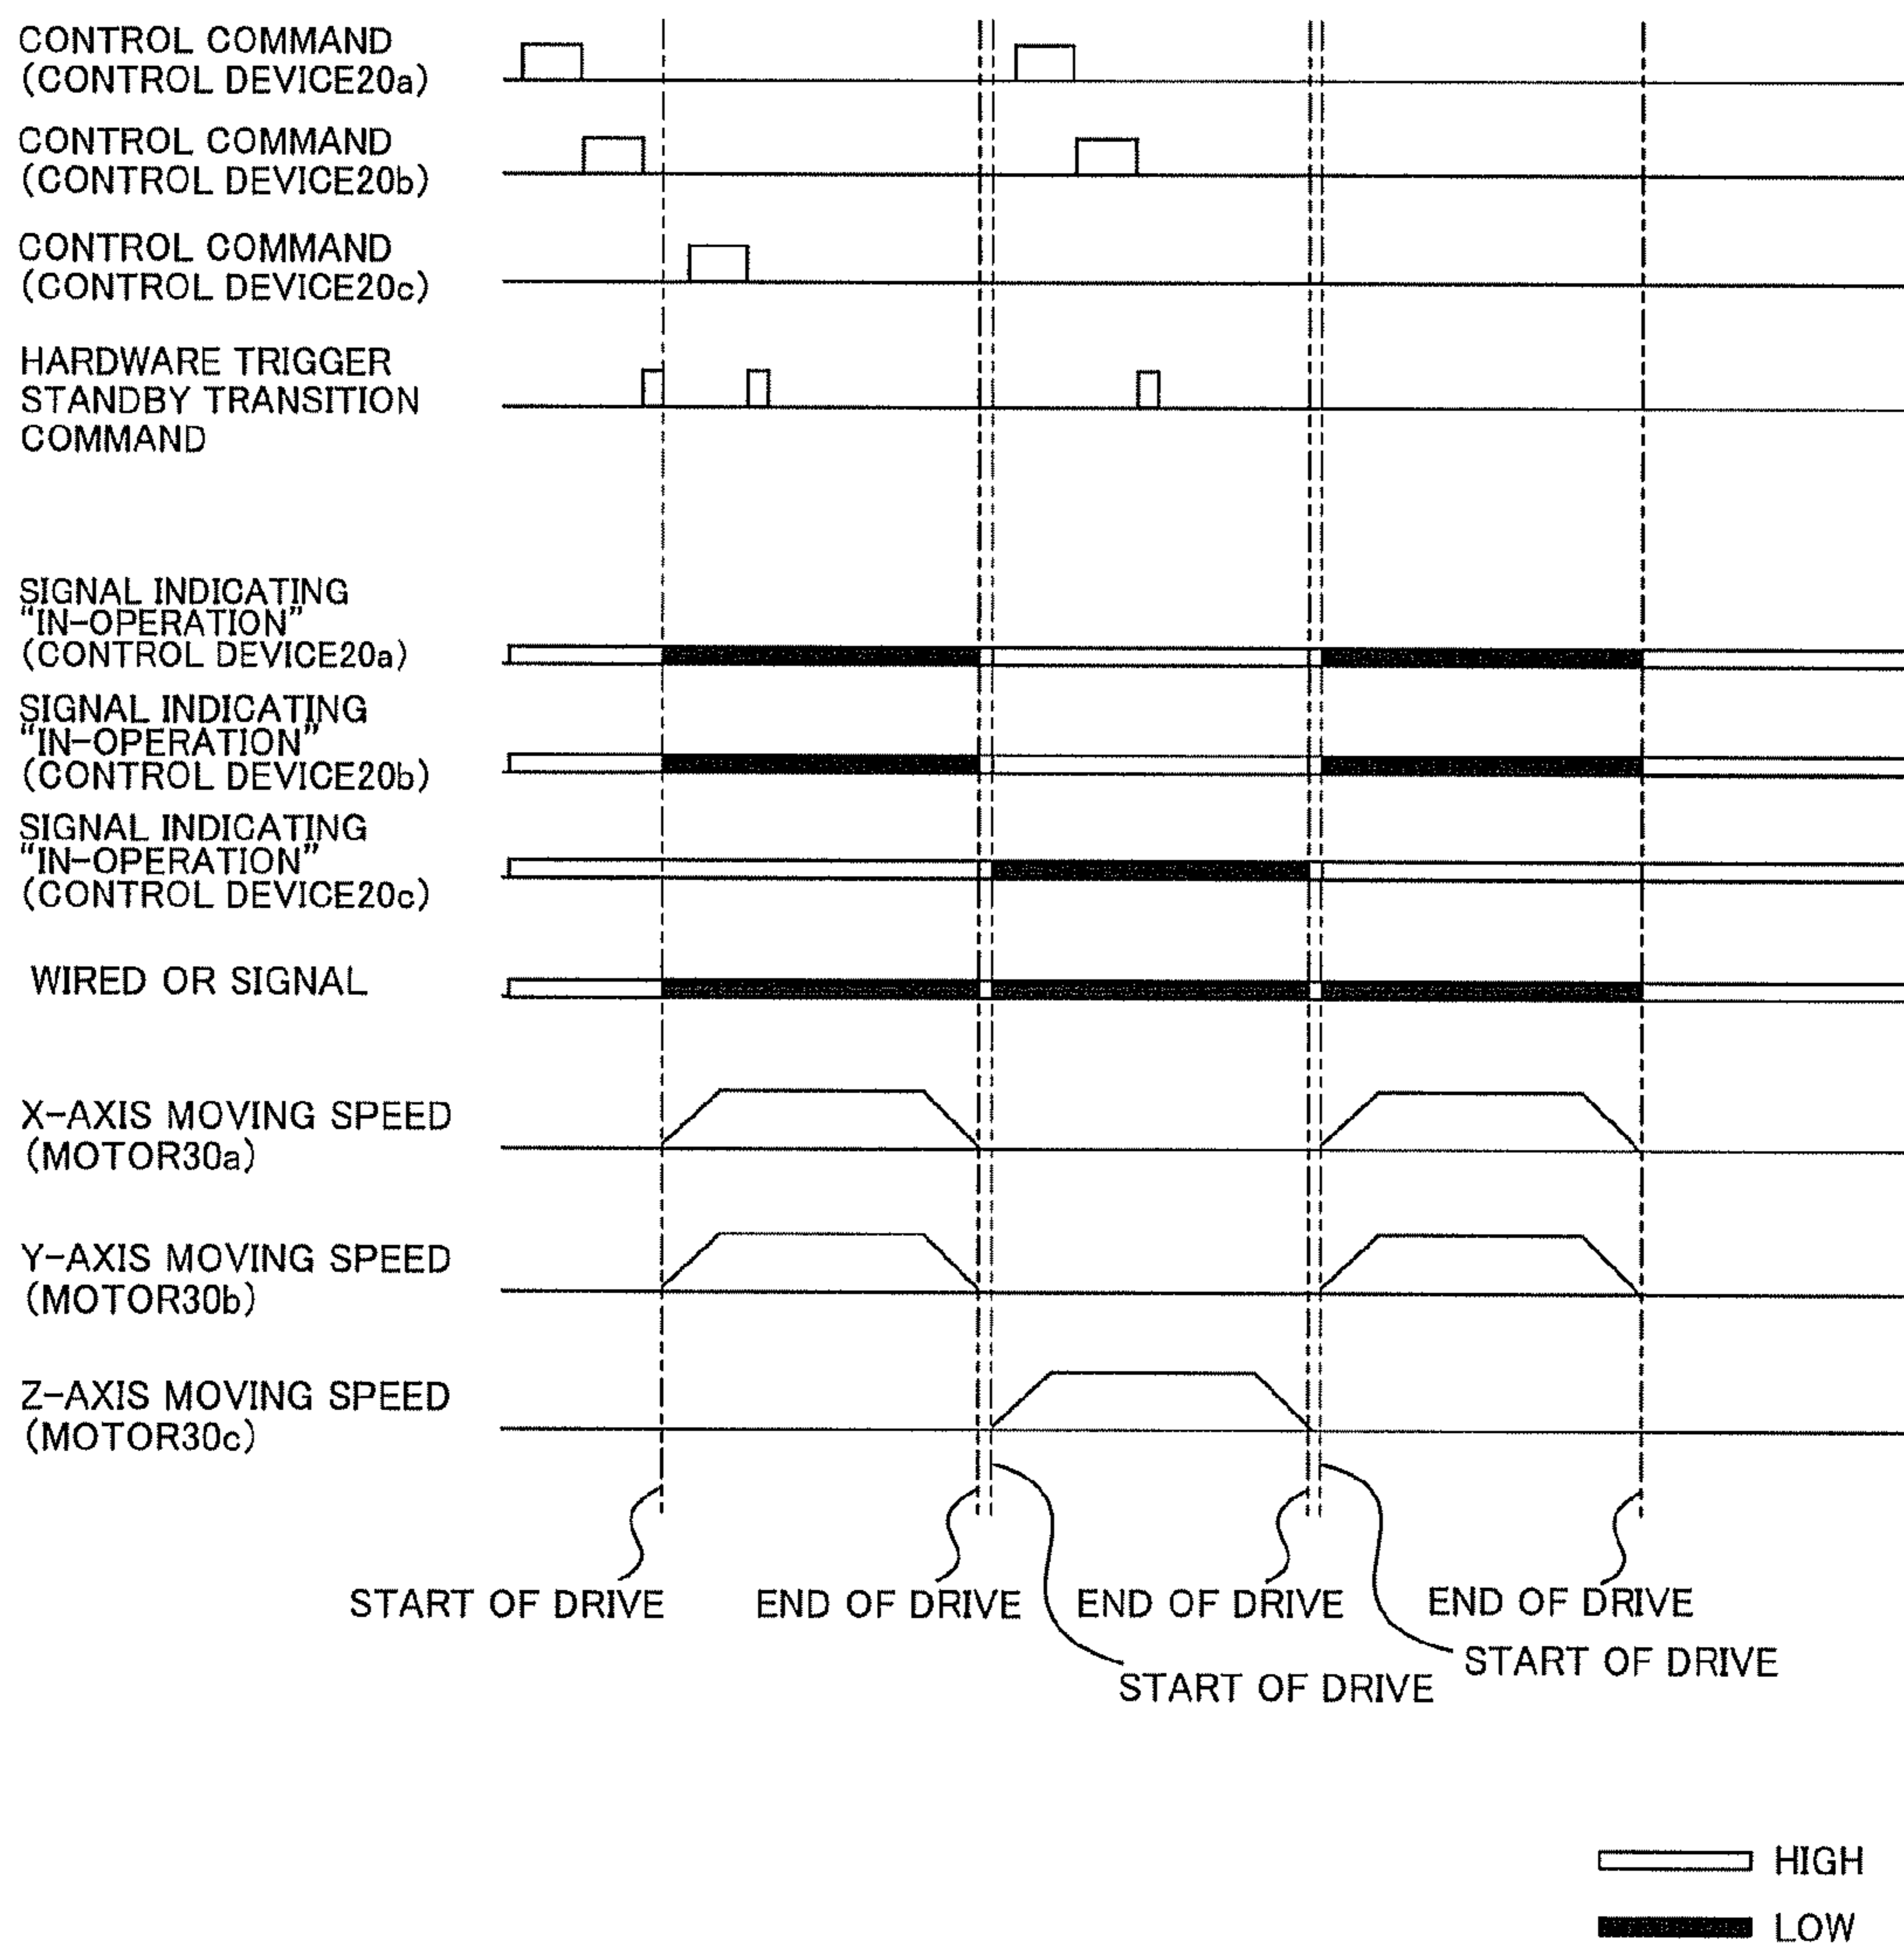 CONTROL COMMAND
(CONTROL DEVICE20a)
CONTROL COMMAND
(CONTROL DEVICE20b)
CONTROL COMMAND
(CONTROL DEVICE20c)
HARDWARE TRIGGER
STANDBY TRANSITION
COMMAND
SIGNAL INDICATING
“IN-OPERATION”
(CONTROL DEVICE20a)
SIGNAL INDICATING
“IN-OPERATION”
(CONTROL DEVICE20b)
SIGNAL INDICATING
“IN-OPERATION”
(CONTROL DEVICE20c)
WIRED OR SIGNAL
X-AXIS MOVING SPEED
(MOTOR30a)
Y-AXIS MOVING SPEED
(MOTOR30b)
Z-AXIS MOVING SPEED
(MOTOR30c)
START OF DRIVE
END OF DRIVE
END OF DRIVE
END OF DRIVE
START OF DRIVE
START OF DRIVE
HIGH
LOW